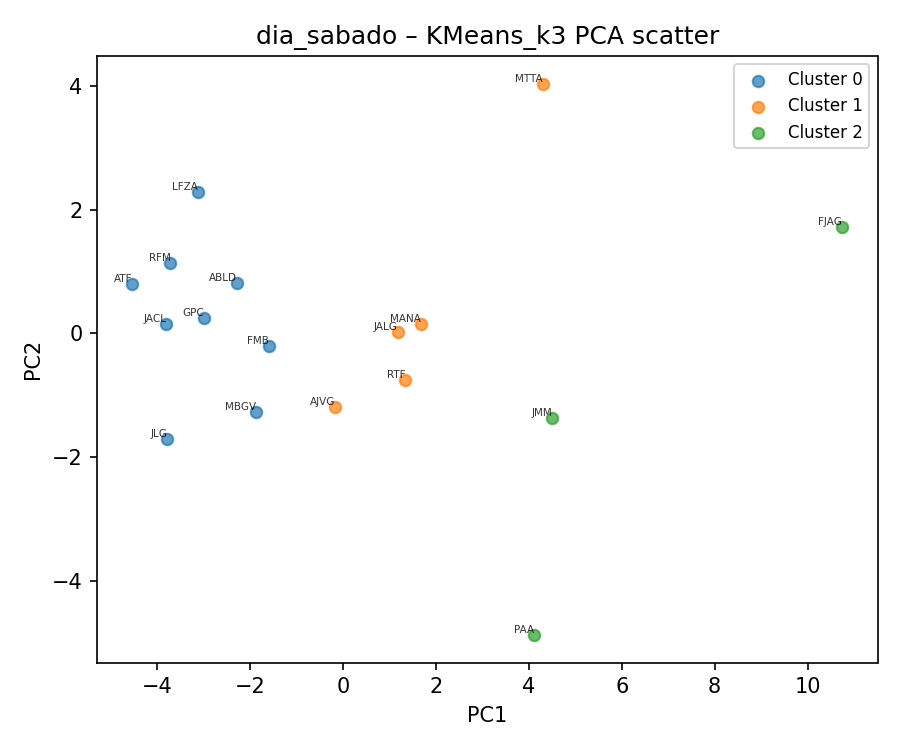 dia_sabado – KMeans_k3 PCA scatter
Cluster 0
Cluster 1
Cluster 2
MTTA
LFZA
FJAG
RFM
ATF
ABLD
JACL
GPC
MANA
JALG
FMB
RTF
AJVG
MBGV
JMM
JLG
PAA
4
2
0
−2
−4
PC2
−4
−2
0
2
4
6
8
10
PC1